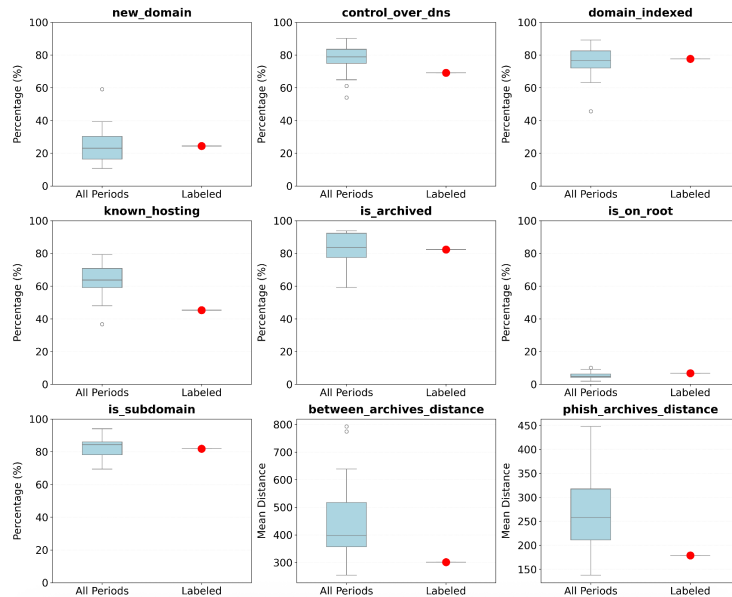 new_domain
100
80
60
40
20
0
Percentage (%)
All Periods
Labeled
control_over_dns
100
80
60
40
20
0
Percentage (%)
All Periods
Labeled
domain_indexed
100
80
60
40
20
0
Percentage (%)
All Periods
Labeled
known_hosting
100
80
60
40
20
0
Percentage (%)
All Periods
Labeled
is_archived
100
80
60
40
20
0
Percentage (%)
All Periods
Labeled
is_on_root
100
80
60
40
20
0
Percentage (%)
All Periods
Labeled
is_subdomain
100
80
60
40
20
0
Percentage (%)
All Periods
Labeled
between_archives_distance
800
700
600
500
400
300
Mean Distance
All Periods
Labeled
phish_archives_distance
450
400
350
300
250
200
150
Mean Distance
All Periods
Labeled